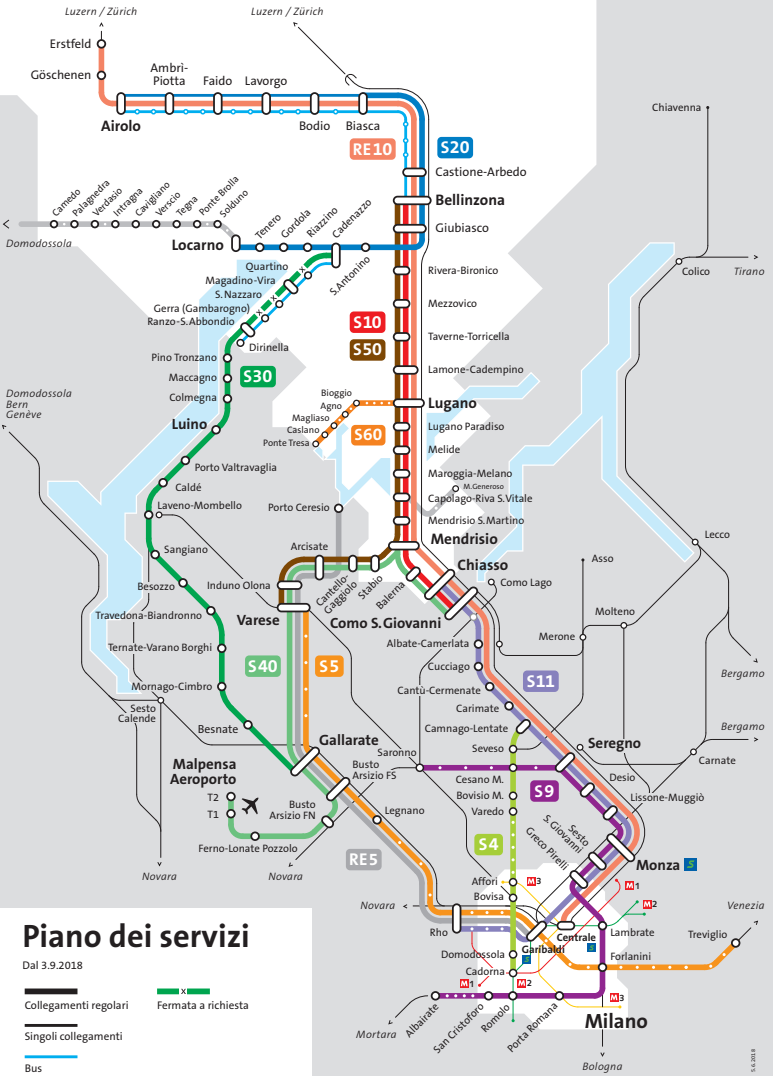 Luzern / Zürich
Luzern / Zürich
Erstfeld
Göschenen
Ambrì-
Piotta
Faido
Lavorgo
Airolo
Bodio
Biasca
RE10
S20
Castione-Arbedo
Bellinzona
Giubiasco
Chiavenna
Camedo
Palagnedra
Verdasio
Intragna
Cavigliano
Verscio
Tegna
Ponte Brolla
Solduno
Domodossola
Locarno
Tenero
Gordola
Riazzino
Cadenazzo
S.Antonino
Quartino
Magadino-Vira
S.Nazzaro
Gerra (Gambarogno)
Ranzo-S.Abbondio
Dirinella
Pino Tronzano
Maccagno
Colmegna
S30
Luino
Rivera-Bironico
Mezzovico
S10
S50
Taverne-Torricella
Lamone-Cadempino
Colico
Tirano
Domodossola
Bern
Genève
Bioggio
Agno
Magliaso
Caslano
Ponte Tresa
S60
Lugano
Lugano Paradiso
Melide
Maroggia-Melano
M.Generoso
Capolago-Riva S.Vitale
Mendrisio S.Martino
Mendrisio
Porto Valtravaglia
Caldé
Laveno-Mombello
Porto Ceresio
Sangiano
Besozzo
Travedona-Biandronno
Ternate-Varano Borghi
Mornago-Cimbro
Sesto
Calende
Besnate
Arcisate
Induno Olona
Varese
Cantello-
Gaggiolo
Stabio
Balerna
Chiasso
Como S.Giovanni
Como Lago
Asso
Lecco
Molteno
Merone
Bergamo
Bergamo
Albate-Camerlata
Cucciago
Cantù-Cermenate
Carimate
Camnago-Lentate
Seveso
S11
S40
S5
Gallarate
Saronno
Seregno
Carnate
Desio
Lissone-Muggiò
Malpensa
Aeroporto
T2
T1
Ferno-Lonate Pozzolo
Busto
Arsizio FS
Busto
Arsizio FN
Legnano
RE5
Cesano M.
Bovisio M.
Varedo
S9
S4
Sesto
S.Giovanni
Greco Pirelli
Monza
S
Novara
Novara
Novara
Affori
Bovisa
M3
M1
M2
Rho
Garibaldi
S
Centrale
S
Lambrate
Venezia
Treviglio
Domodossola
Cadorna
Forlanini
M1
M2
M3
Mortara
Albairate
San Cristoforo
Romolo
Porta Romana
Milano
Bologna
Piano dei servizi
Dal 3.9.2018
Collegamenti regolari
x
Fermata a richiesta
Singoli collegamenti
Bus
5.6.2018